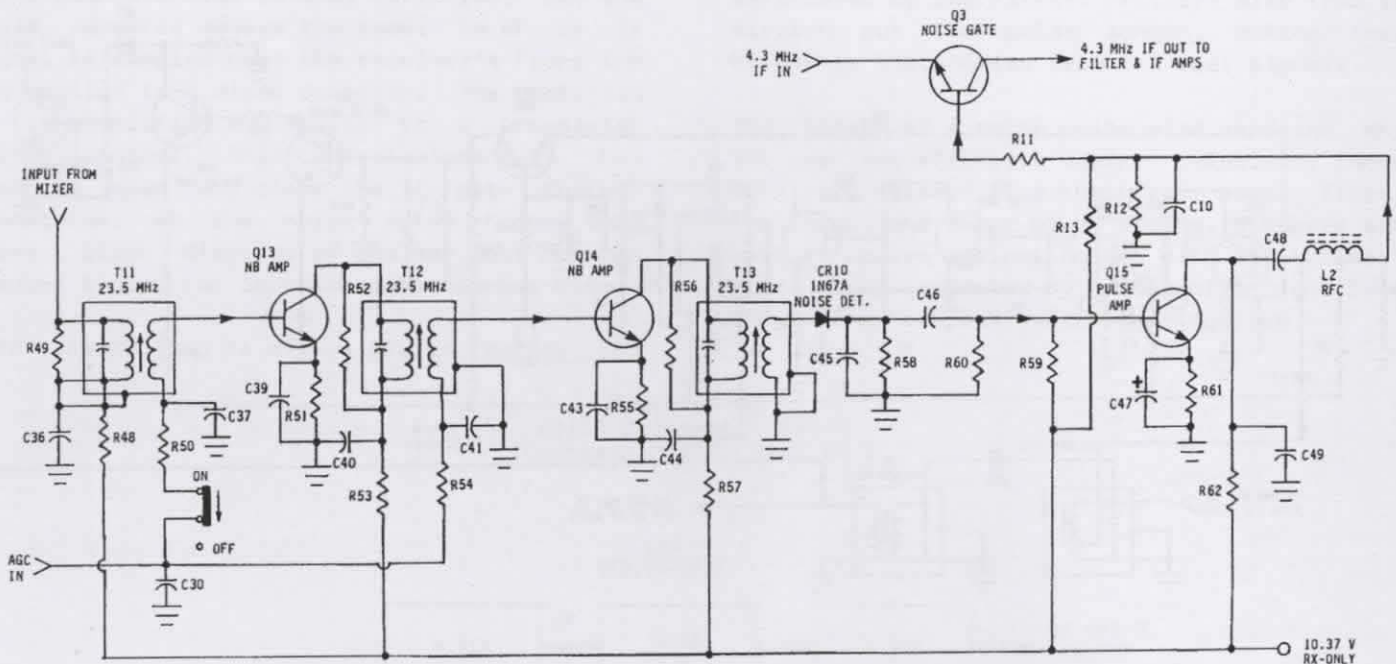 Q3
NOISE GATE
4.3 MHz
IF IN
4.3 MHz IF OUT TO
FILTER & IF AMPS
R11
INPUT FROM
MIXER
R12
C10
R13
C48
L2
RFC
Q13
NB AMP
Q14
NB AMP
T11
23.5 MHz
R52
T12
23.5 MHz
R56
T13
23.5 MHz
CR10
1N67A
NOISE DET.
C46
Q15
PULSE
AMP
R49
C45
R58
R60
R59
C39
R51
C43
R55
C47
+
R61
C36
R48
C37
R50
C40
C41
C44
C49
ON
R53
R54
R57
R62
OFF
AGC
IN
C30
10.37 V
RX-ONLY